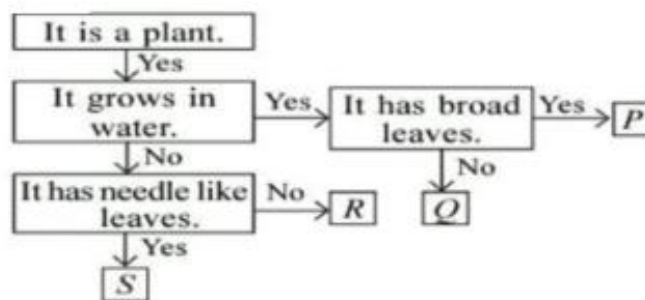 It is a plant.
Yes
It grows in
water.
Yes
It has broad
leaves.
Yes
P
No
No
Q
It has needle like
leaves.
No
R
Yes
S